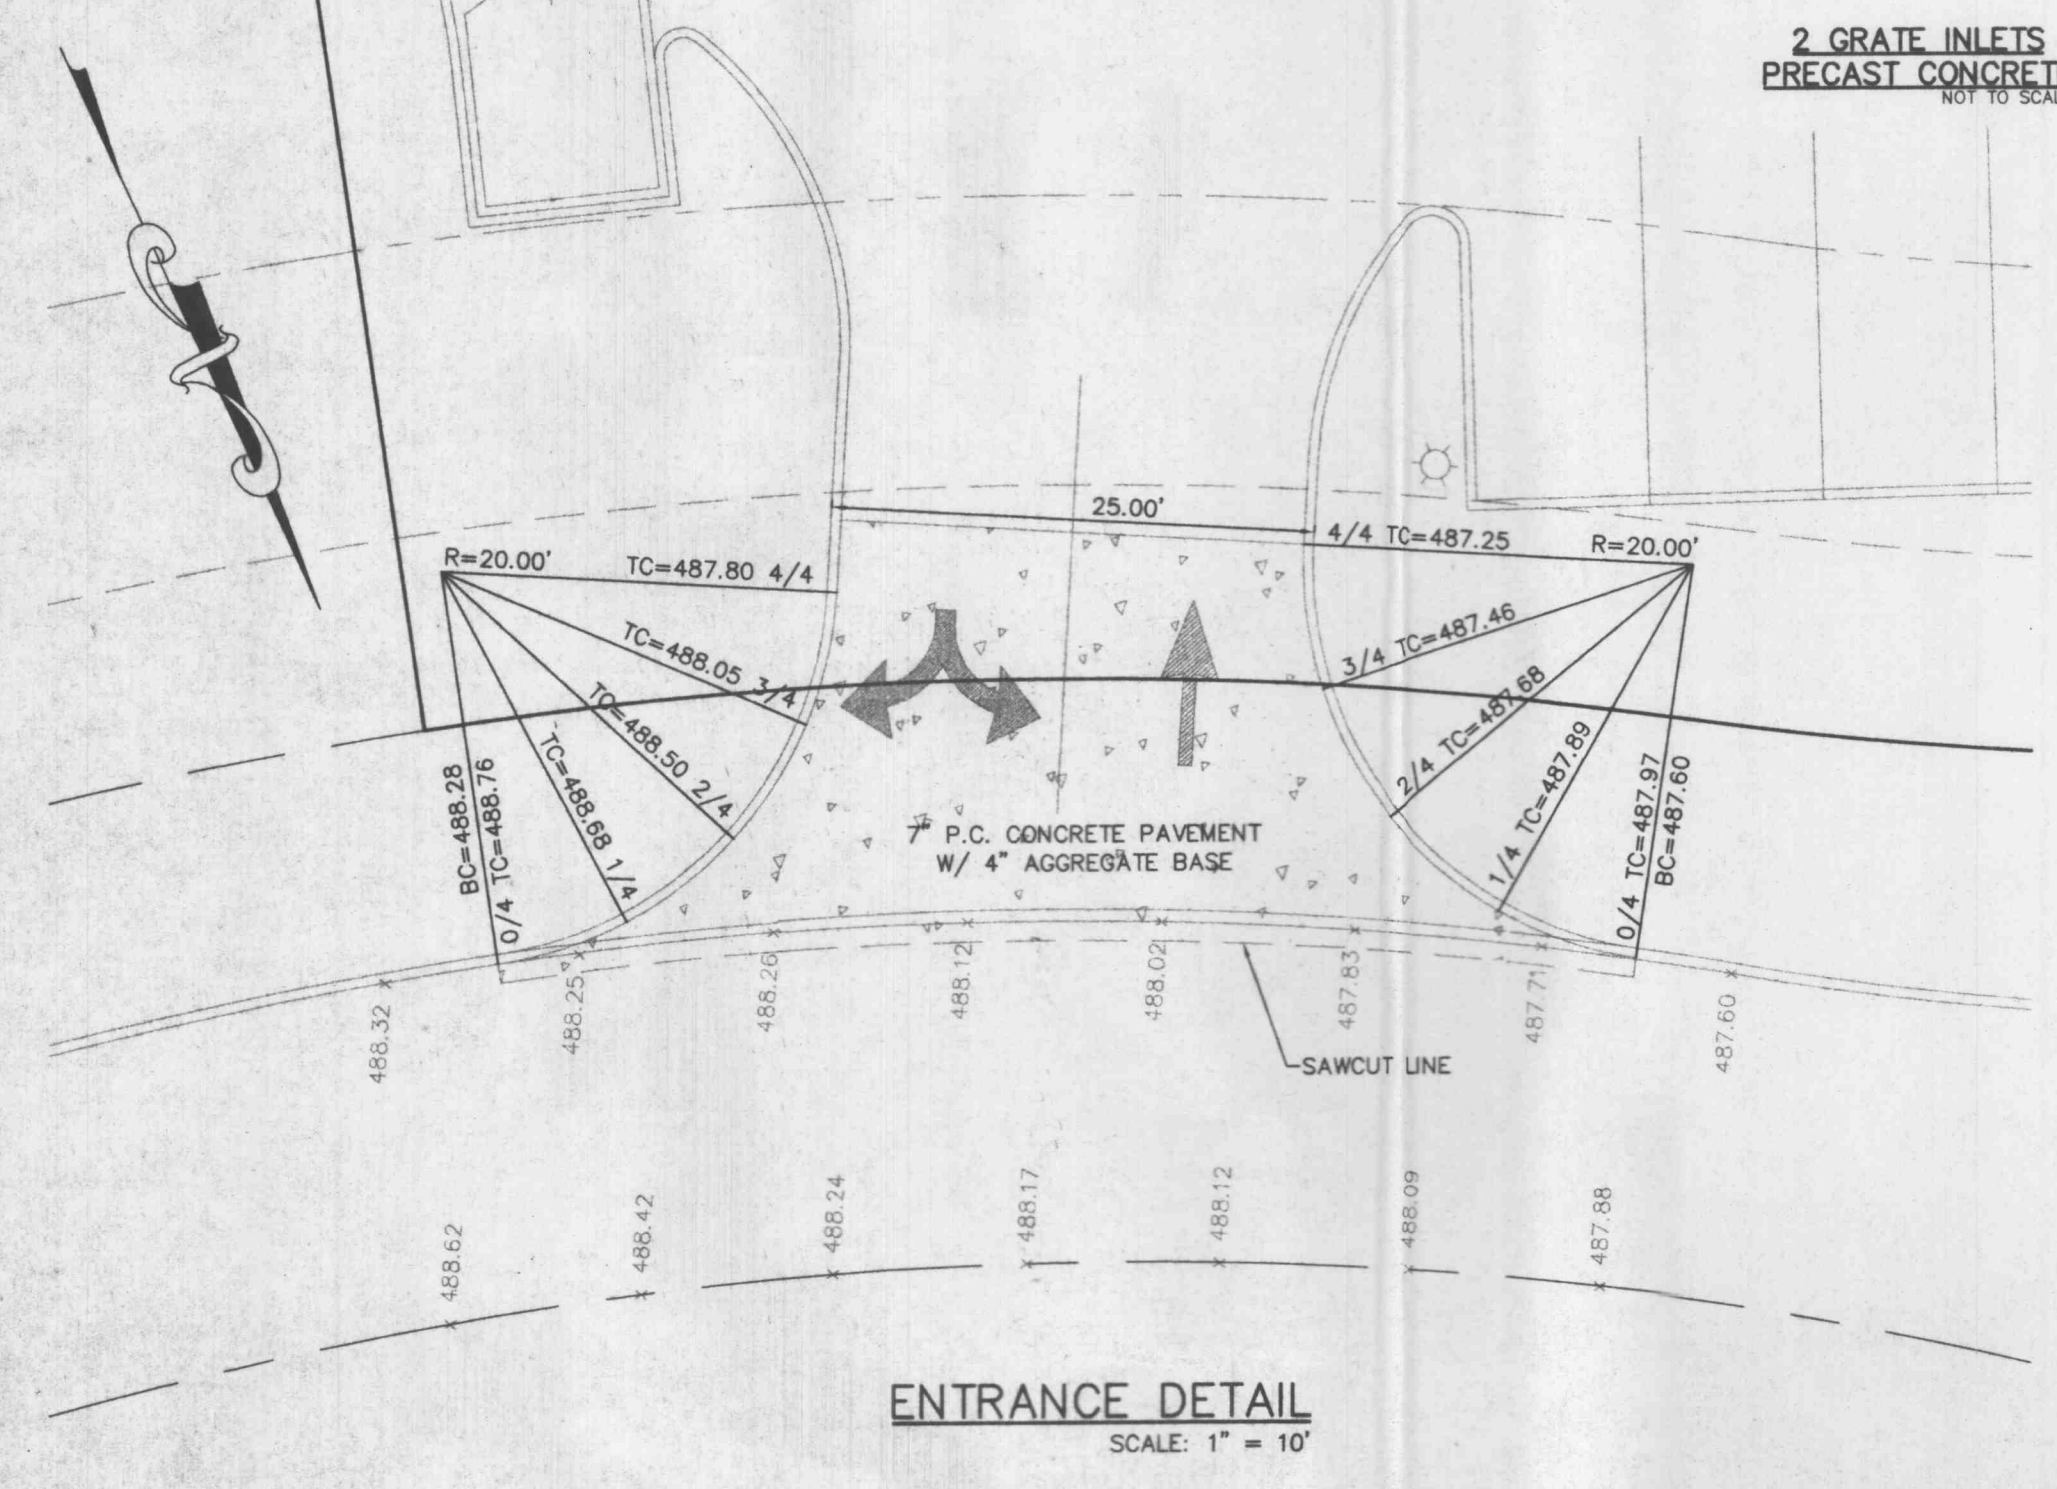 2 GRATE INLETS
PRECAST CONCRET
NOT TO SCAL
25.00'
4/4 TC=487.25
R=20.00'
R=20.00'
TC=487.80 4/4
TC=488.05 3/4
3/4 TC=487.46
TC=488.50 2/4
2/4 TC=487.68
TC=488.68 1/4
1/4 TC=487.89
BC=488.28
0/4 TC=488.76
0/4 TC=487.97
BC=487.60
7" P.C. CONCRETE PAVEMENT
W/ 4" AGGREGATE BASE
488.32
488.25
488.26
488.12
488.02
487.83
487.71
487.60
SAWCUT LINE
488.62
488.42
488.24
488.17
488.12
488.09
487.88
ENTRANCE DETAIL
SCALE: 1" = 10'